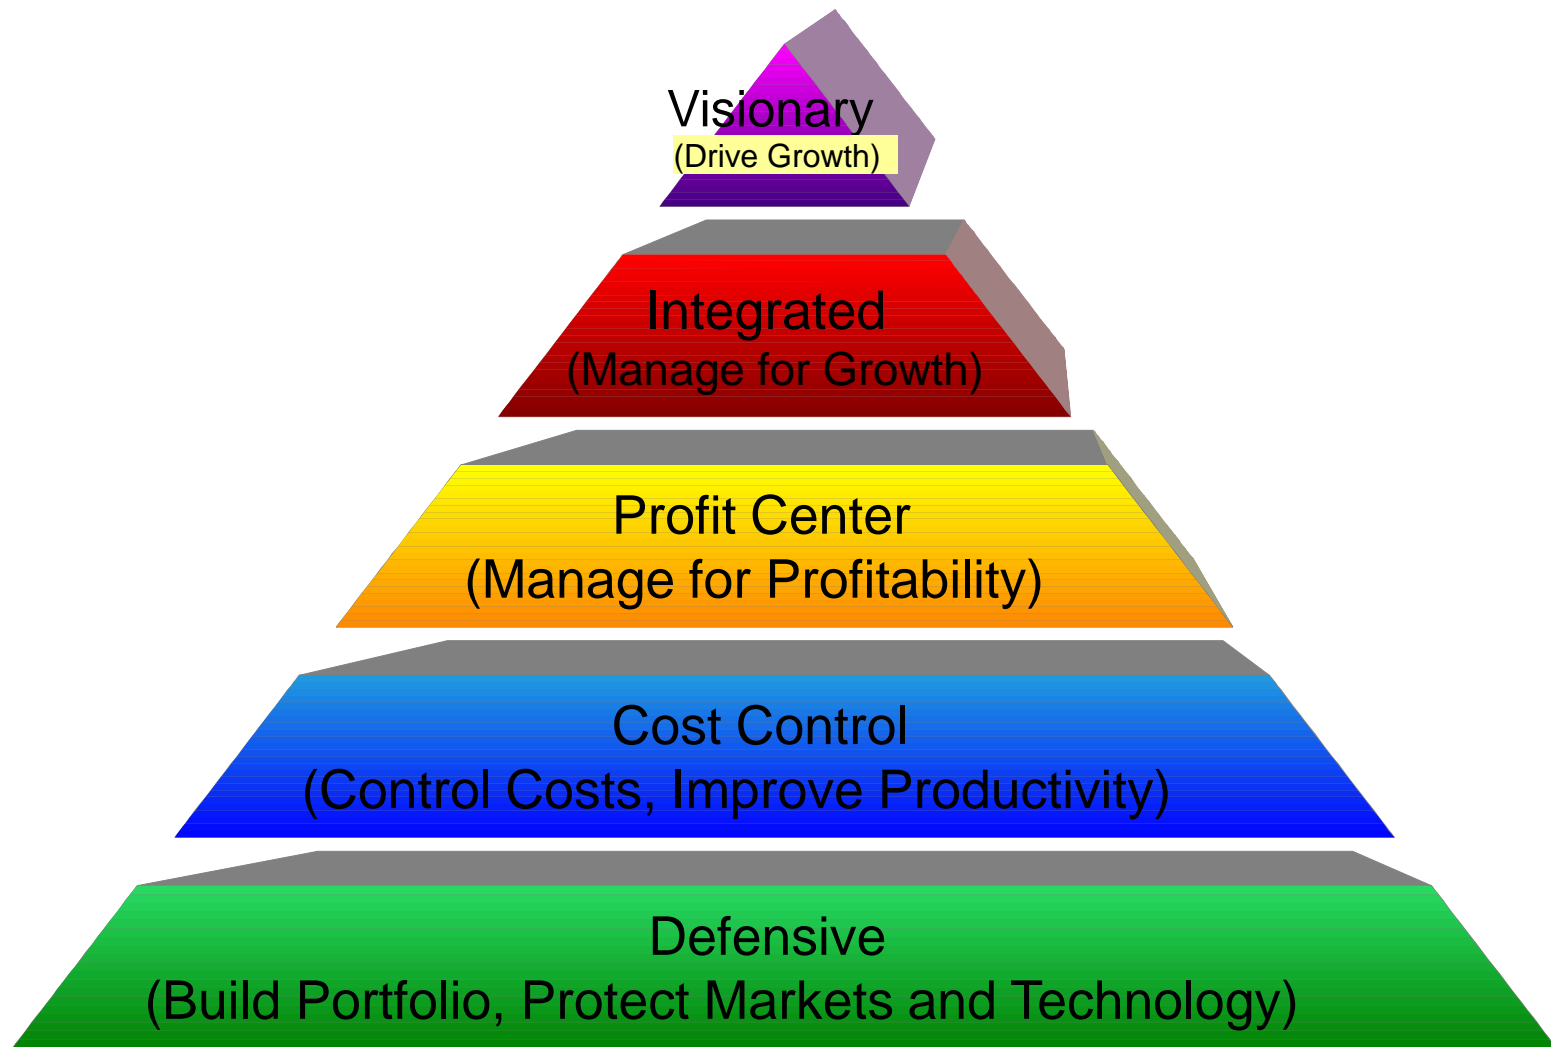 Visionary
(Drive Growth)
Integrated
(Manage for Growth)
Profit Center
(Manage for Profitability)
Cost Control
(Control Costs, Improve Productivity)
Defensive
(Build Portfolio, Protect Markets and Technology)